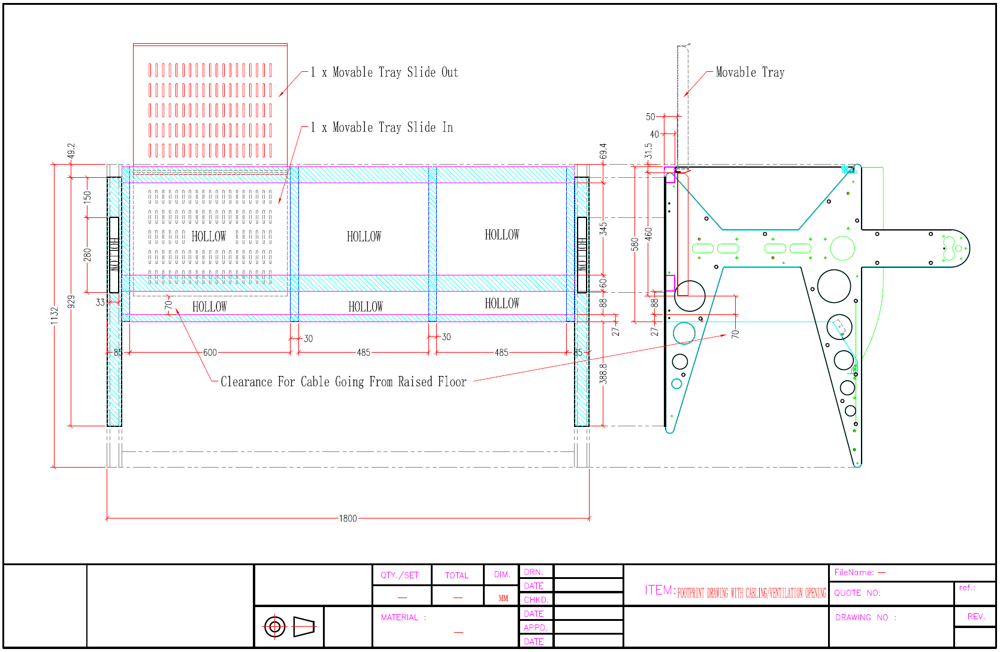 1 x Movable Tray Slide Out
Movable Tray
1 x Movable Tray Slide In
50
40
49.2
69.4
31.5
150
280
HOLLOW
HOLLOW
HOLLOW
HOLLOW
HOLLOW
345
580
460
33
929
1132
70
HOLLOW
HOLLOW
HOLLOW
60
88
88
27
27
70
30
30
85
600
485
485
85
388.8
Clearance For Cable Going From Raised Floor
1800
QTY./SET
TOTAL
DIM.
DRN.
DATE
CHKD.
DATE
APPD.
DATE
—
—
MM
MATERIAL :
—
ITEM: FOOTPRINT DRAWING WITH CABLING/VENTILATION OPENING
FileName: —
QUOTE NO:
ref.:
DRAWING NO :
REV.